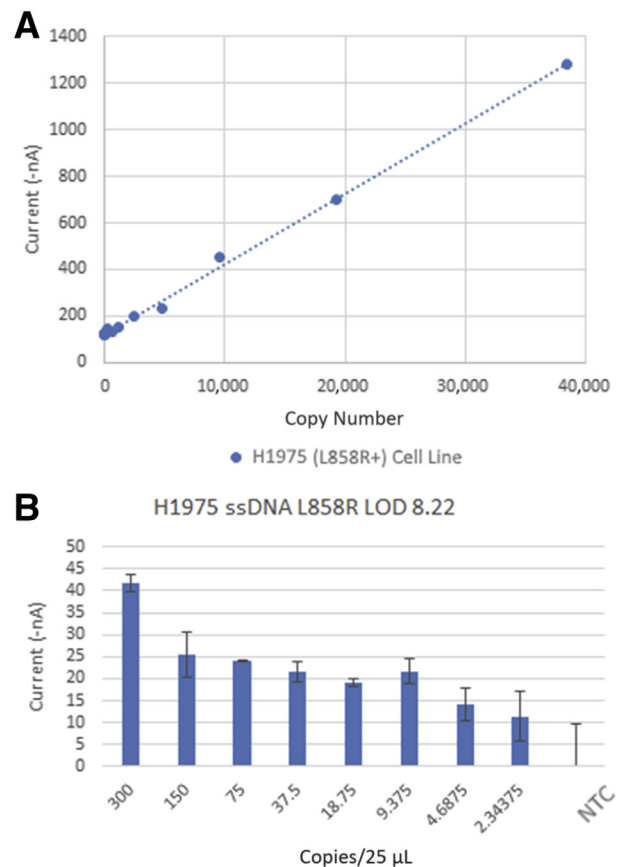 A
1400
1200
1000
800
600
400
200
0
Current (-nA)
0 10,000 20,000 30,000 40,000
Copy Number
H1975 (L858R+) Cell Line
B
H1975 ssDNA L858R LOD 8.22
50
45
40
35
30
25
20
15
10
5
0
Current (-nA)
300 150 75 37.5 18.75 9.375 4.6875 2.34375 NTC
Copies/25 µL